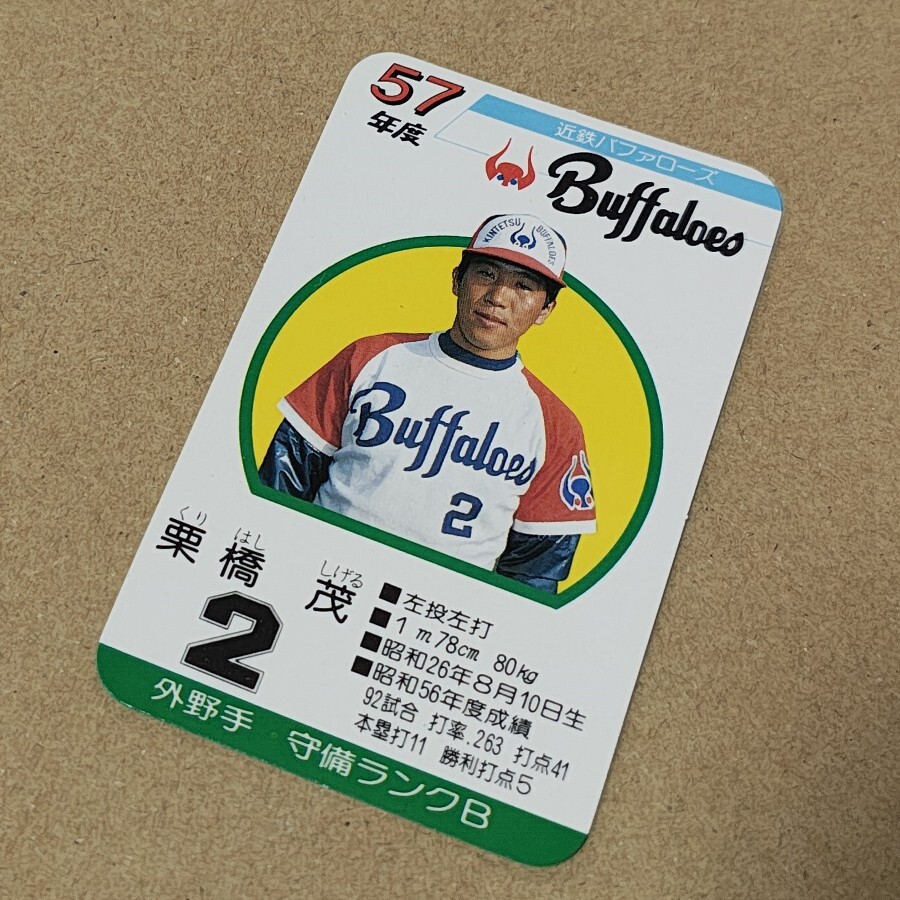 57
年度
近鉄バファローズ
Buffaloes
KINTETSU BUFFALOES
Buffaloes
2
くり はし しげる
栗橋 茂
2
■左投左打
■1m78cm 80kg
■昭和26年8月10日生
■昭和56年度成績
92試合 打率.263 打点41
本塁打11 勝利打点5
外野手 守備ランクB